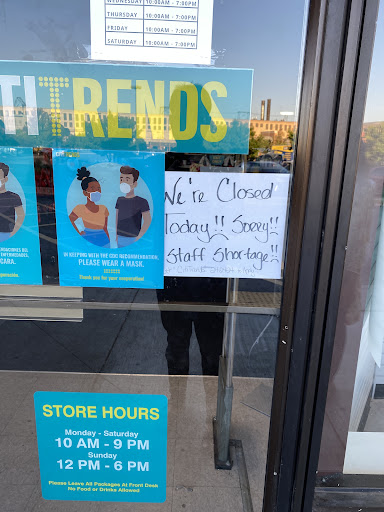 WEDNESDAY 10:00AM - 7:00PM
THURSDAY 10:00AM - 7:00PM
FRIDAY 10:00AM - 7:00PM
SATURDAY 10:00AM - 7:00PM
TI TRENDS
We're Closed
Today!! Sorry!!
Staff Shortage!!
CARA.
IN KEEPING WITH THE CDC RECOMMENDATION,
PLEASE WEAR A MASK.
Thank you for your cooperation!
STORE HOURS
Monday - Saturday
10 AM - 9 PM
Sunday
12 PM - 6 PM
Please Leave All Packages At Front Desk
No Food or Drinks Allowed